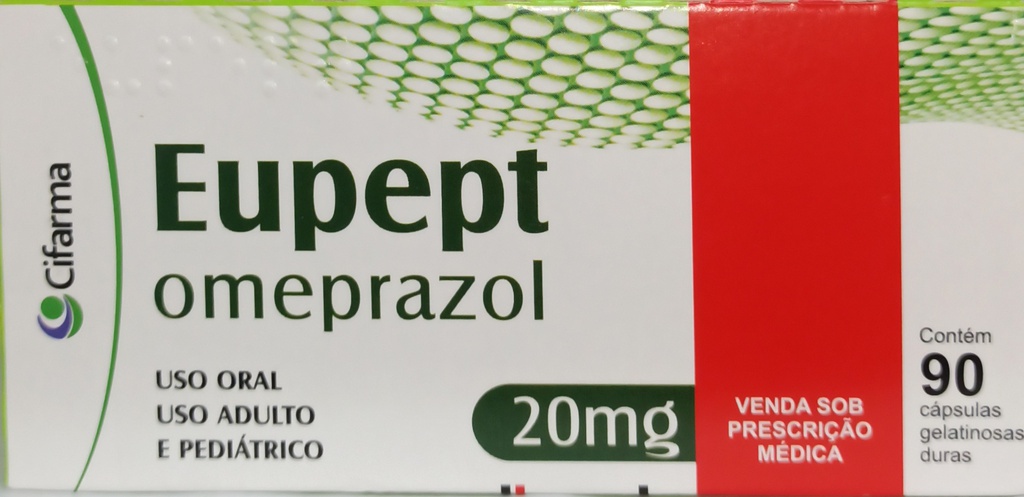 Cifarma
Eupept
omeprazol
USO ORAL
USO ADULTO
E PEDIÁTRICO
20mg
VENDA SOB
PRESCRIÇÃO
MÉDICA
Contém
90
cápsulas
gelatinosas
duras